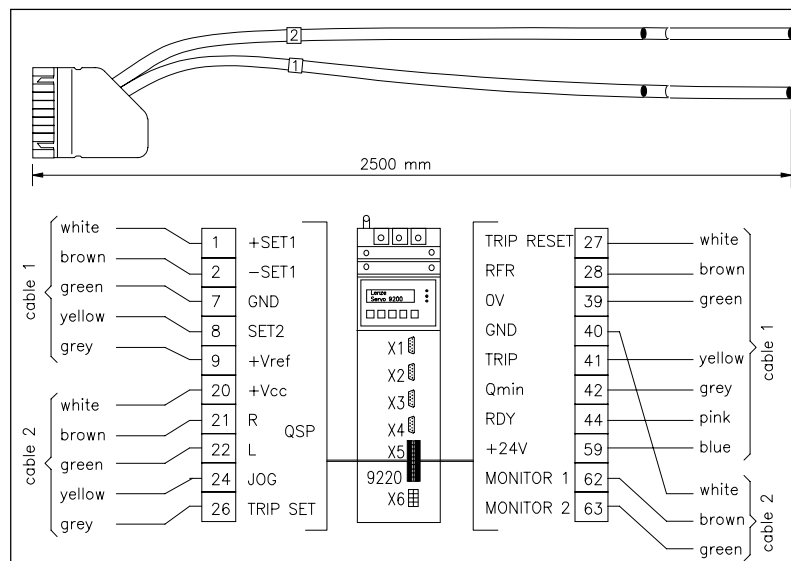 2
1
2500 mm
cable 1
white 1 +SET1
brown 2 -SET1
green 7 GND
yellow 8 SET2
grey 9 +Vref
cable 2
white 20 +Vcc
brown 21 R
QSP
green 22 L
yellow 24 JOG
grey 26 TRIP SET
Lenze
Servo 9200
X1
X2
X3
X4
X5
9220
X6
TRIP RESET 27 white
RFR 28 brown
0V 39 green
GND 40
TRIP 41 yellow
Qmin 42 grey
RDY 44 pink
+24V 59 blue
cable 1
MONITOR 1 62
MONITOR 2 63
white
brown
green
cable 2